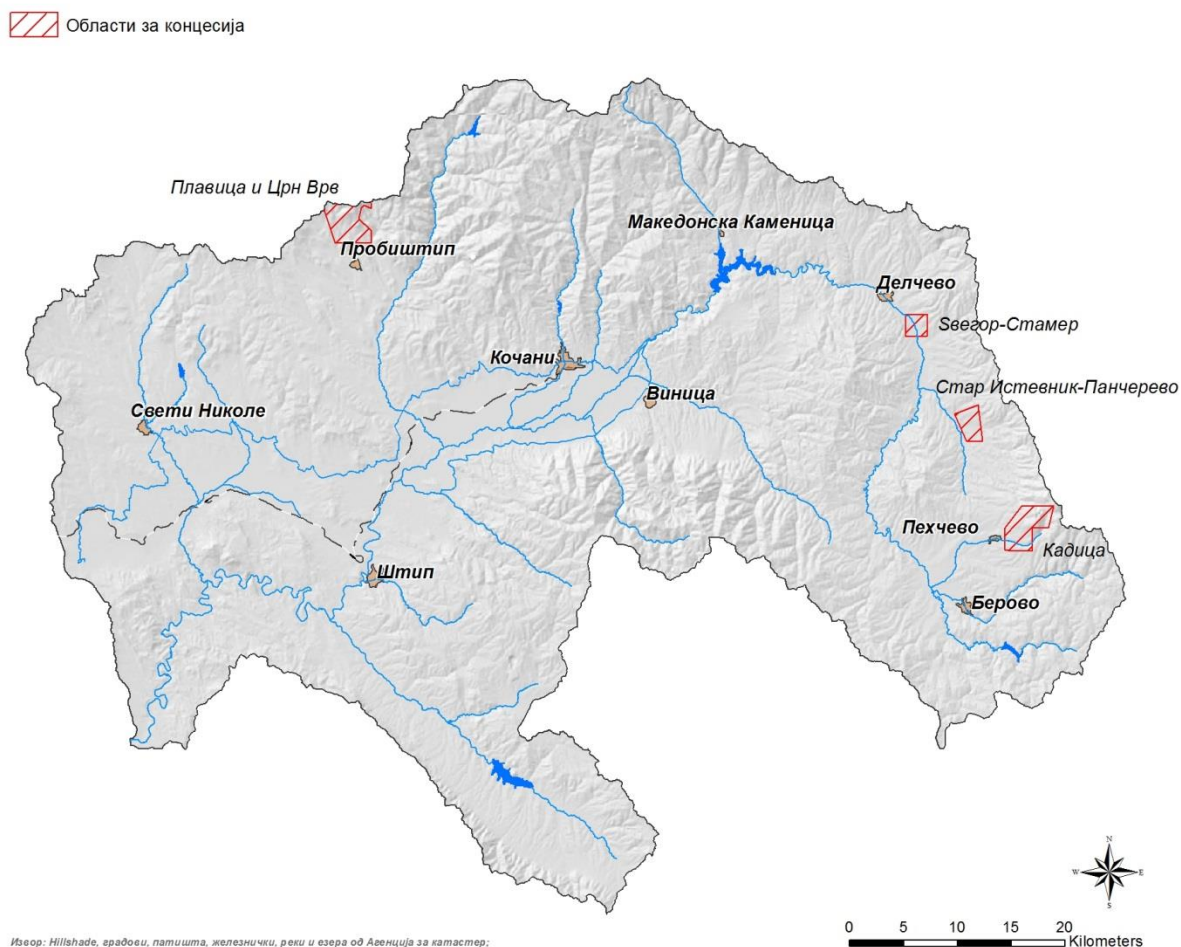 Области за концесија
Плавица и Црн Врв
Македонска Каменица
Пробиштип
Делчево
Ѕвегор-Стамер
Кочани
Стар Истевник-Панчерево
Виница
Свети Николе
Пехчево
Кадица
Штип
Берово
N
W E
S
0 5 10 15 20
Kilometers
Извор: Hillshade, градови, патишта, железнички, реки и езера од Агенција за катастер;